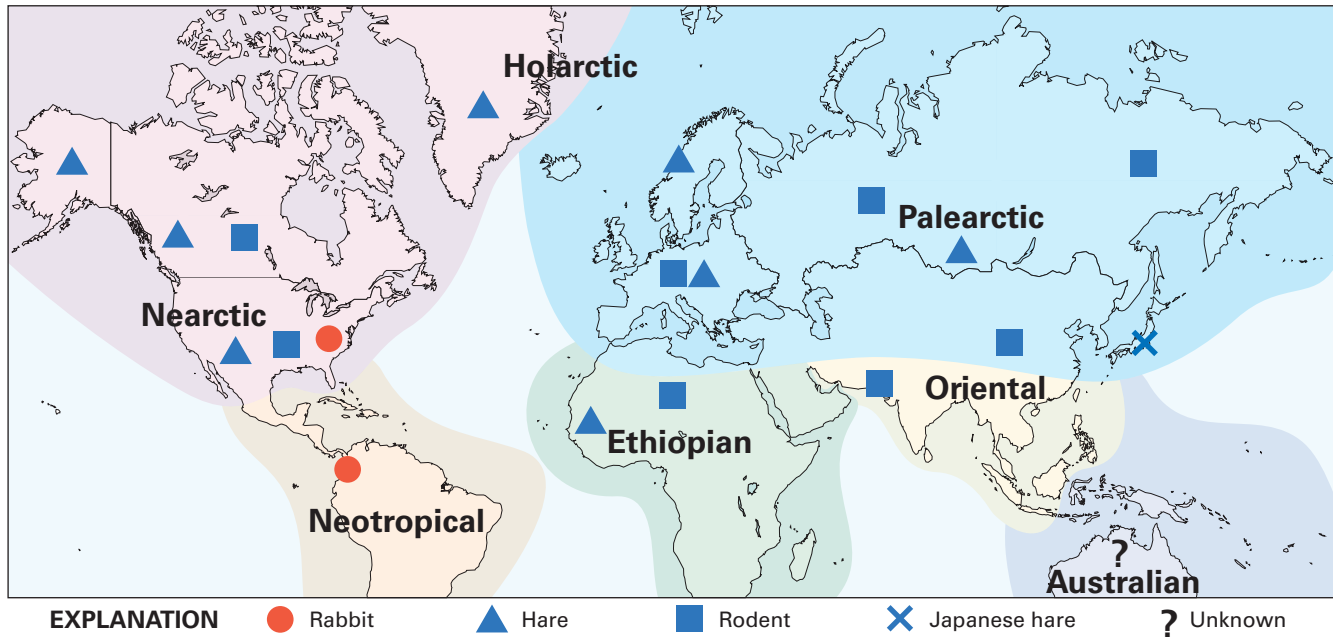 Holarctic
Palearctic
Nearctic
Oriental
Ethiopian
Neotropical
?
Australian
EXPLANATION Rabbit Hare Rodent Japanese hare ? Unknown